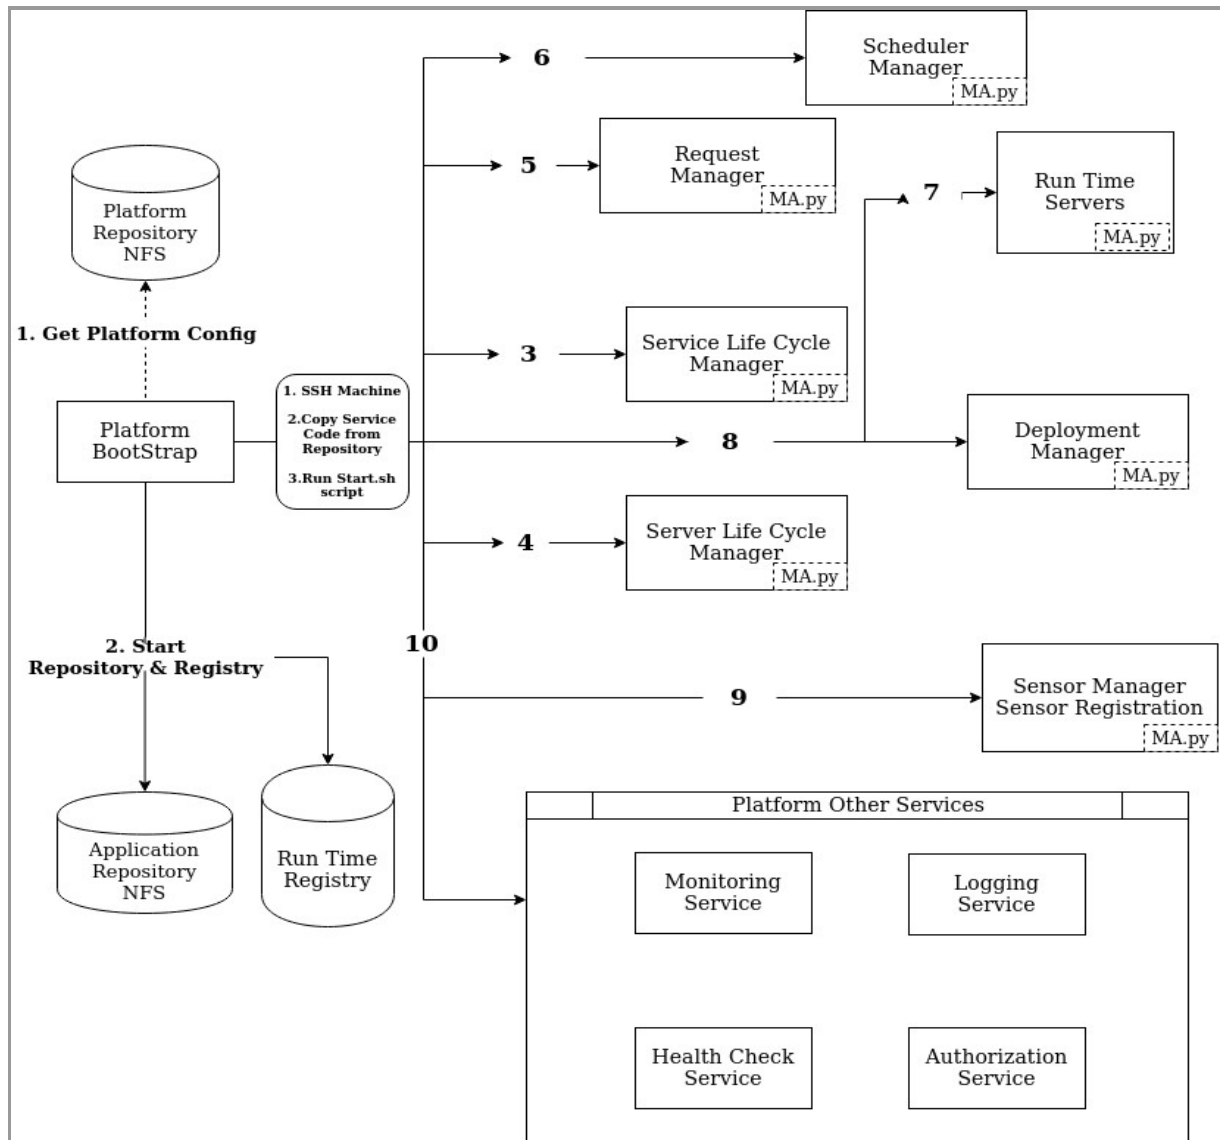 6
Scheduler
Manager
MA.py
5
Request
Manager
MA.py
7
Run Time
Servers
MA.py
Platform
Repository
NFS
1. Get Platform Config
3
Service Life Cycle
Manager
MA.py
Platform
BootStrap
1. SSH Machine
2.Copy Service
Code from
Repository
3.Run Start.sh
script
8
Deployment
Manager
MA.py
4
Server Life Cycle
Manager
MA.py
2. Start
Repository & Registry
10
9
Sensor Manager
Sensor Registration
MA.py
Application
Repository
NFS
Run Time
Registry
Platform Other Services
Monitoring
Service
Logging
Service
Health Check
Service
Authorization
Service